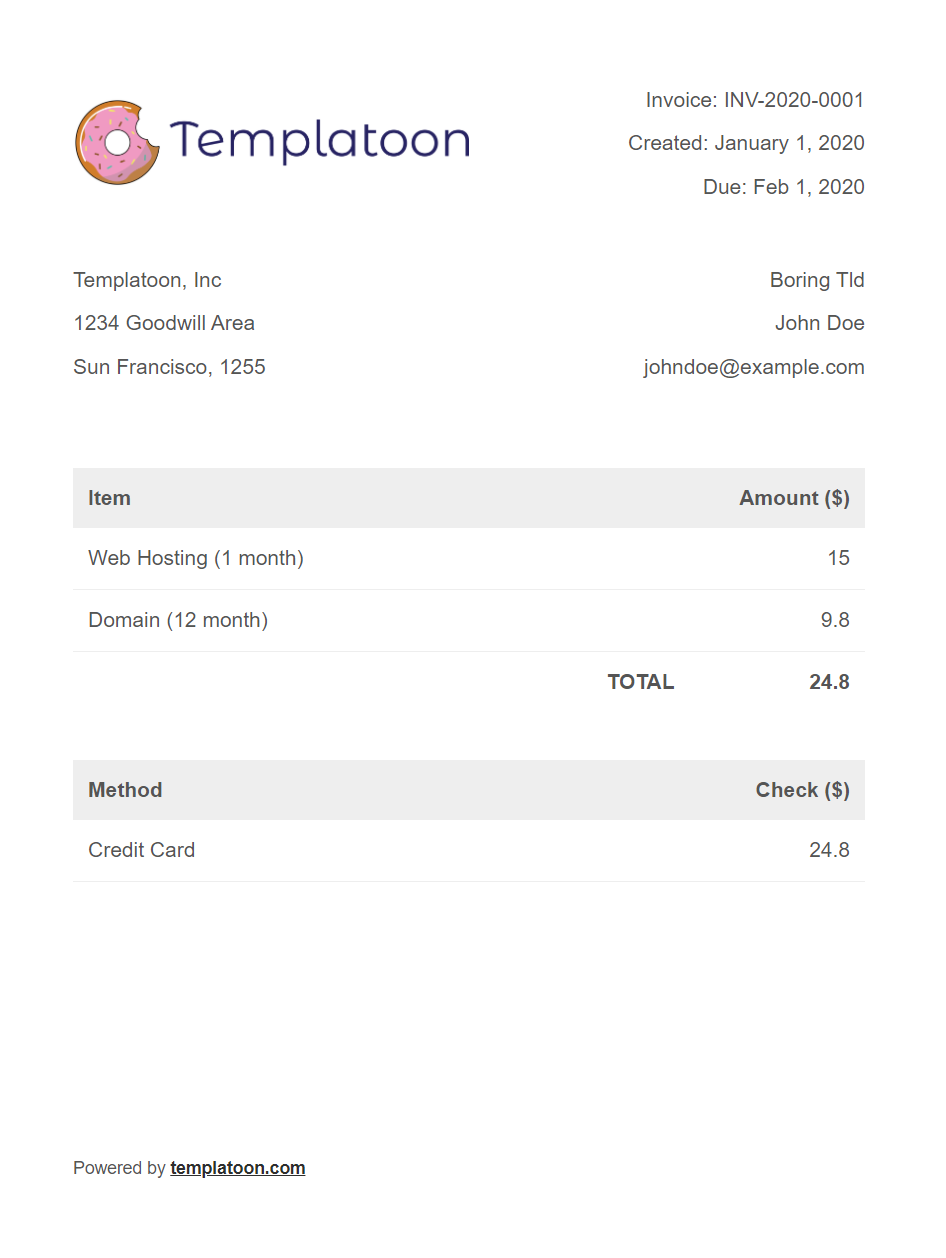 Templatoon
Invoice: INV-2020-0001
Created: January 1, 2020
Due: Feb 1, 2020
Templatoon, Inc
1234 Goodwill Area
Sun Francisco, 1255
Boring Tld
John Doe
johndoe@example.com
Item Amount ($)
Web Hosting (1 month) 15
Domain (12 month) 9.8
TOTAL 24.8
Method Check ($)
Credit Card 24.8
Powered by templatoon.com